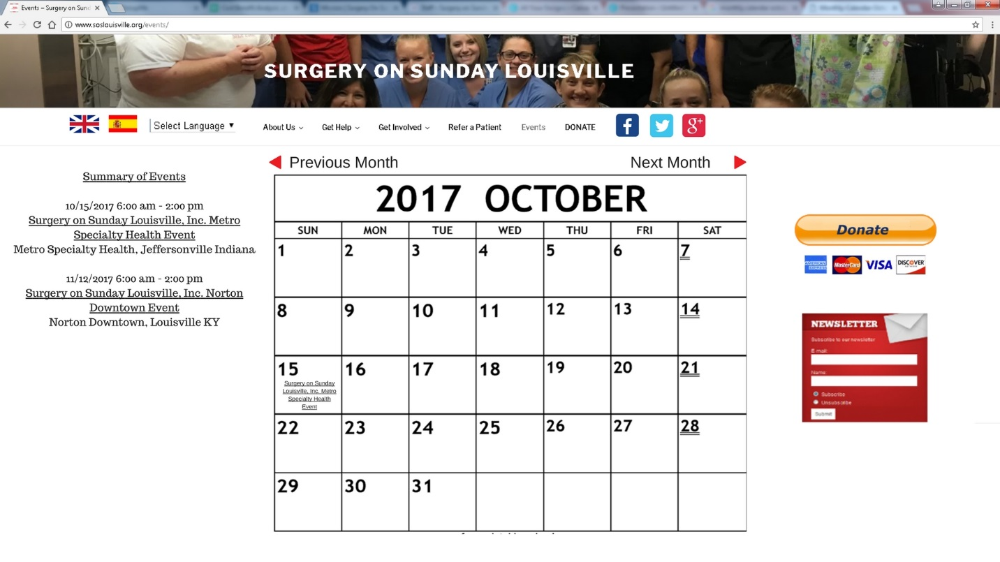 Events – Surgery on Sund
www.soslouisville.org/events/
SURGERY ON SUNDAY LOUISVILLE
Select Language ▼
About Us
Get Help
Get Involved
Refer a Patient
Events
DONATE
Previous Month
Next Month
Summary of Events
10/15/2017 6:00 am - 2:00 pm
Surgery on Sunday Louisville, Inc. Metro
Specialty Health Event
Metro Specialty Health, Jeffersonville Indiana
11/12/2017 6:00 am - 2:00 pm
Surgery on Sunday Louisville, Inc. Norton
Downtown Event
Norton Downtown, Louisville KY
2017 OCTOBER
SUN MON TUE WED THU FRI SAT
1 2 3 4 5 6 7
8 9 10 11 12 13 14
15 16 17 18 19 20 21
Surgery on Sunday
Louisville, Inc. Metro
Specialty Health
Event
22 23 24 25 26 27 28
29 30 31
Donate
AMERICAN EXPRESS
MasterCard
VISA
DISCOVER
NEWSLETTER
Subscribe to our newsletter
E mail:
Name:
Subscribe
Unsubscribe
Submit